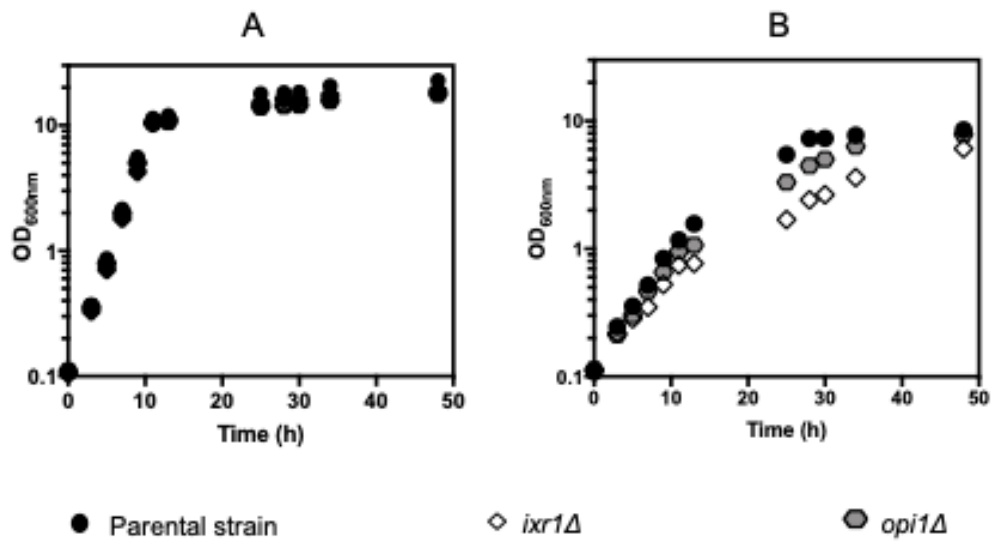 A
B
OD600nm
10
1
0.1
0 10 20 30 40 50
Time (h)
OD600nm
10
1
0.1
0 10 20 30 40 50
Time (h)
Parental strain
ixr1Δ
opi1Δ